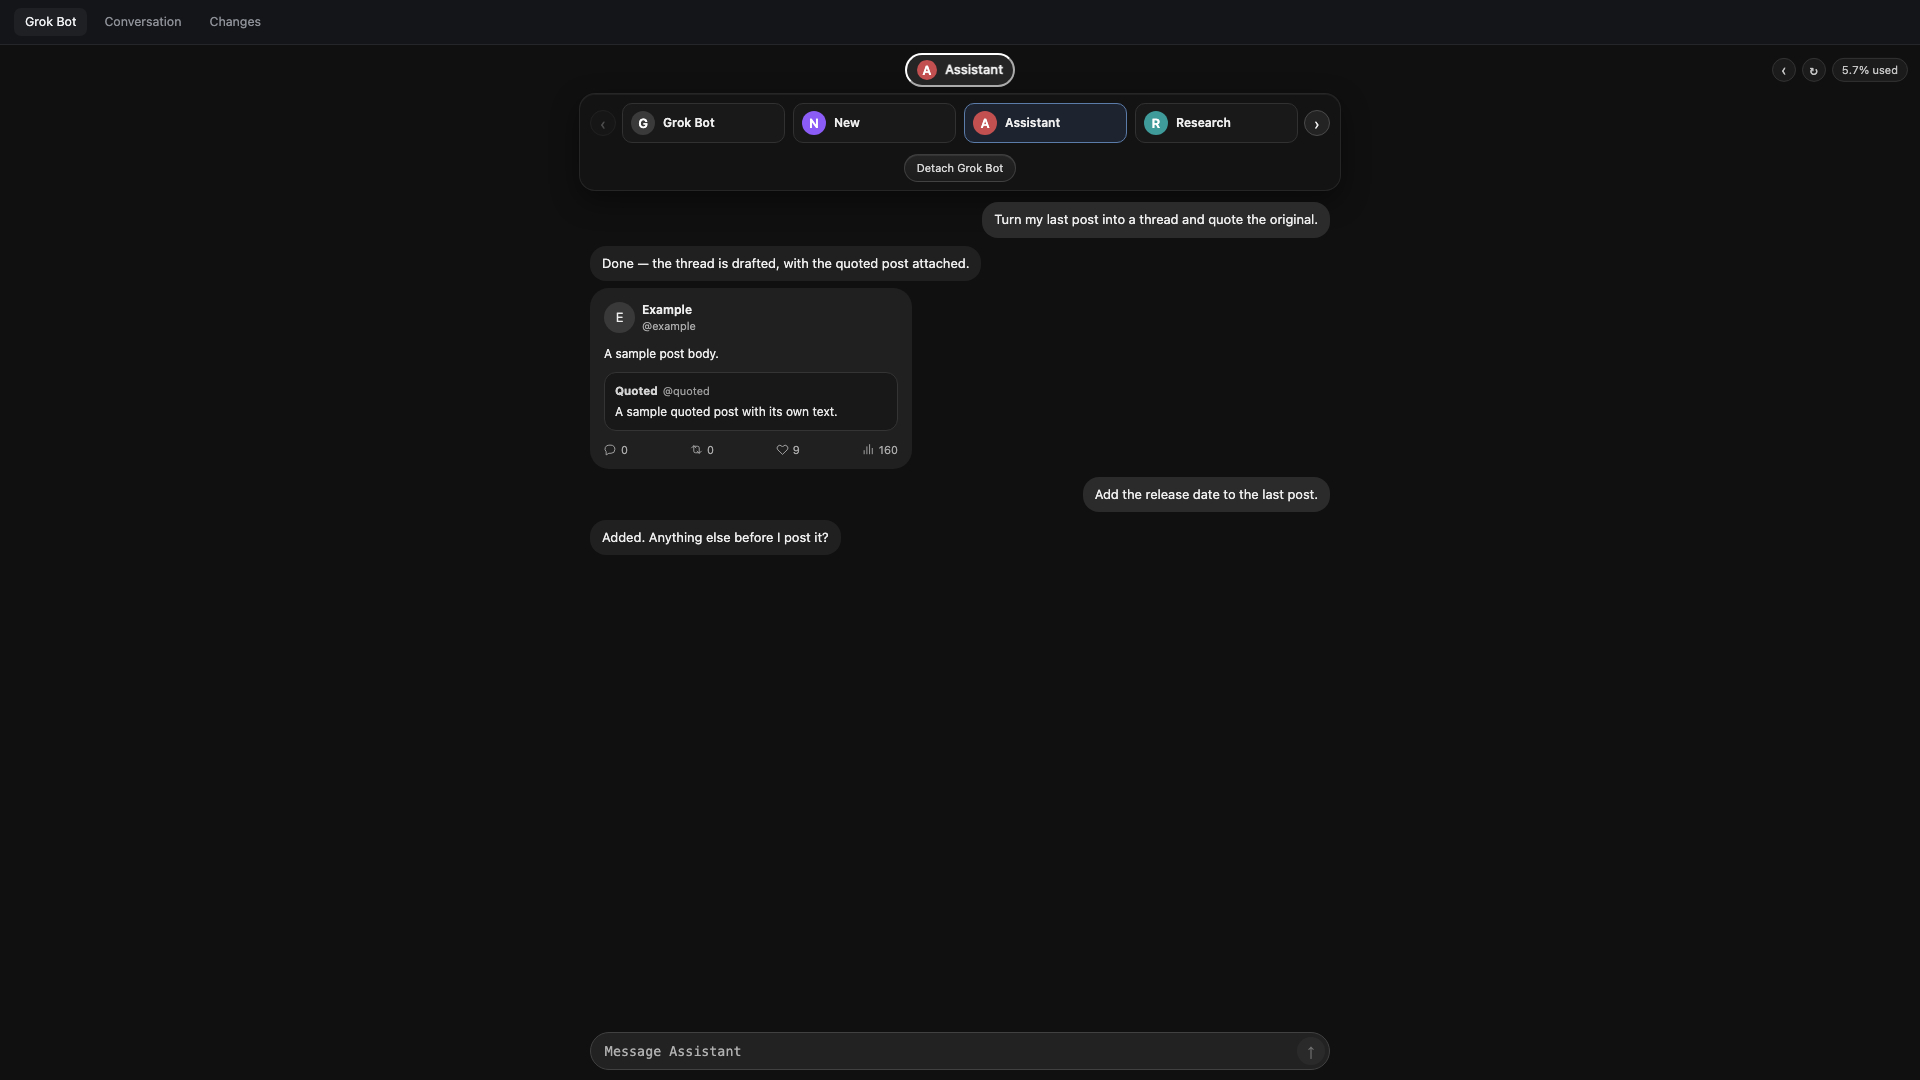 Grok Bot Conversation Changes
A Assistant
‹ ↻ 5.7% used
‹ G Grok Bot N New A Assistant R Research ›
Detach Grok Bot
Turn my last post into a thread and quote the original.
Done — the thread is drafted, with the quoted post attached.
E Example
@example
A sample post body.
Quoted @quoted
A sample quoted post with its own text.
0 0 9 160
Add the release date to the last post.
Added. Anything else before I post it?
Message Assistant ↑